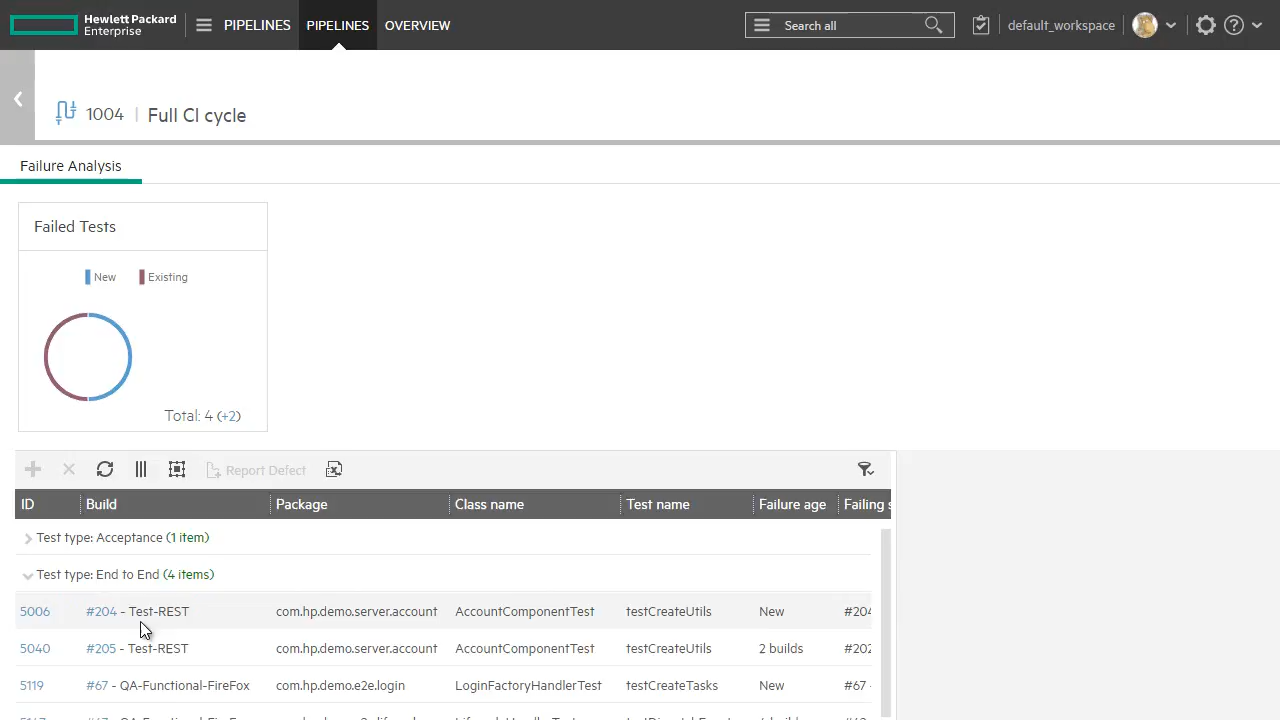 Hewlett Packard
Enterprise
PIPELINES
PIPELINES
OVERVIEW
Search all
default_workspace
1004
Full CI cycle
Failure Analysis
Failed Tests
New
Existing
Total: 4 (+2)
Report Defect
ID Build Package Class name Test name Failure age Failing
Test type: Acceptance (1 item)
Test type: End to End (4 items)
5006 #204 - Test-REST com.hp.demo.server.account AccountComponentTest testCreateUtils New #204
5040 #205 - Test-REST com.hp.demo.server.account AccountComponentTest testCreateUtils 2 builds #202
5119 #67 - QA-Functional-FireFox com.hp.demo.e2e.login LoginFactoryHandlerTest testCreateTasks New #67 -